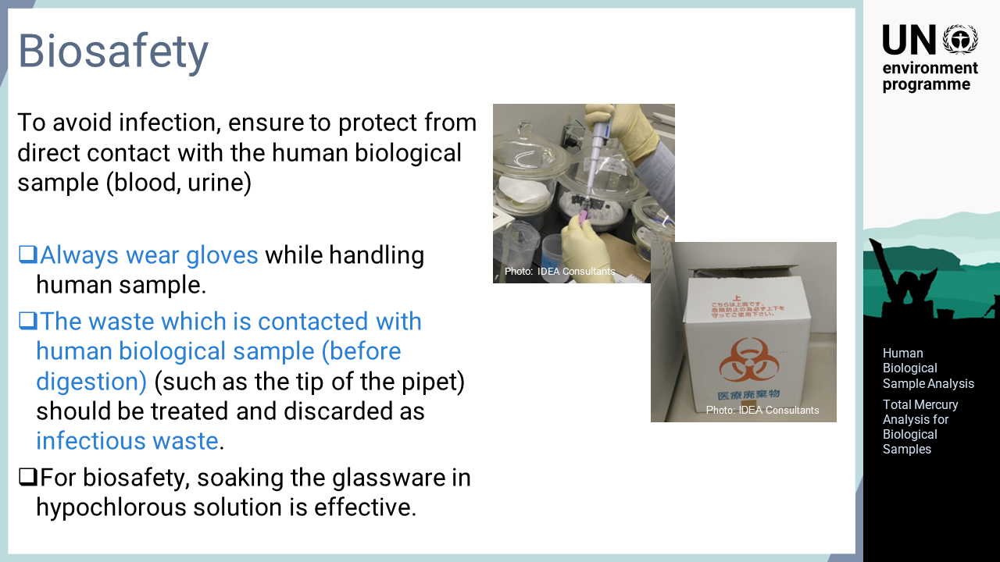 Biosafety
To avoid infection, ensure to protect from
direct contact with the human biological
sample (blood, urine)
❑Always wear gloves while handling
human sample.
❑The waste which is contacted with
human biological sample (before
digestion) (such as the tip of the pipet)
should be treated and discarded as
infectious waste.
❑For biosafety, soaking the glassware in
hypochlorous solution is effective.
Photo: IDEA Consultants
上
こちらは上面です。
危険防止の為必ず上下を
守ってご使用下さい。
医療廃棄物
Photo: IDEA Consultants
UN
environment
programme
Human
Biological
Sample Analysis
Total Mercury
Analysis for
Biological
Samples